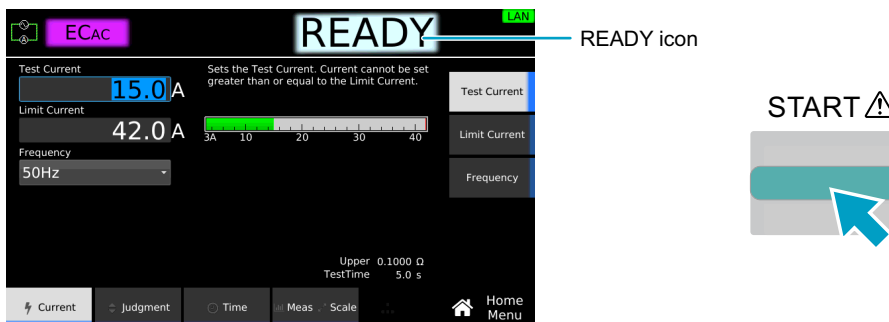 LAN
ECAC
READY
READY icon
Test Current
15.0 A
Sets the Test Current. Current cannot be set
greater than or equal to the Limit Current.
Test Current
Limit Current
42.0 A
3A 10 20 30 40
Limit Current
Frequency
50Hz
Frequency
START
Upper 0.1000 Ω
TestTime 5.0 s
Current
Judgment
Time
Meas
Scale
Home
Menu